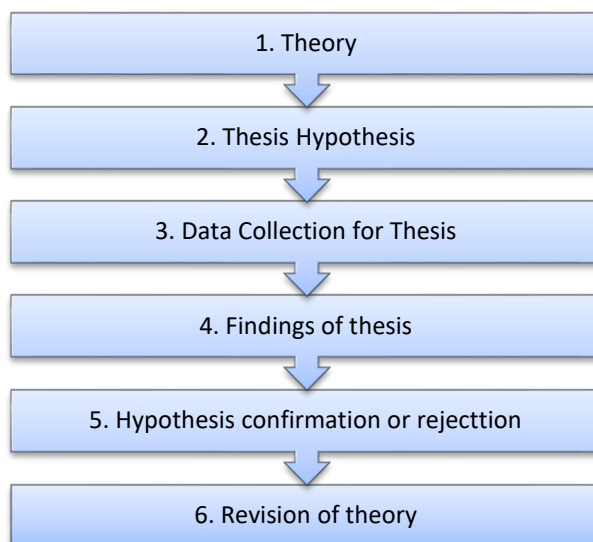 1. Theory
2. Thesis Hypothesis
3. Data Collection for Thesis
4. Findings of thesis
5. Hypothesis confirmation or rejecttion
6. Revision of theory